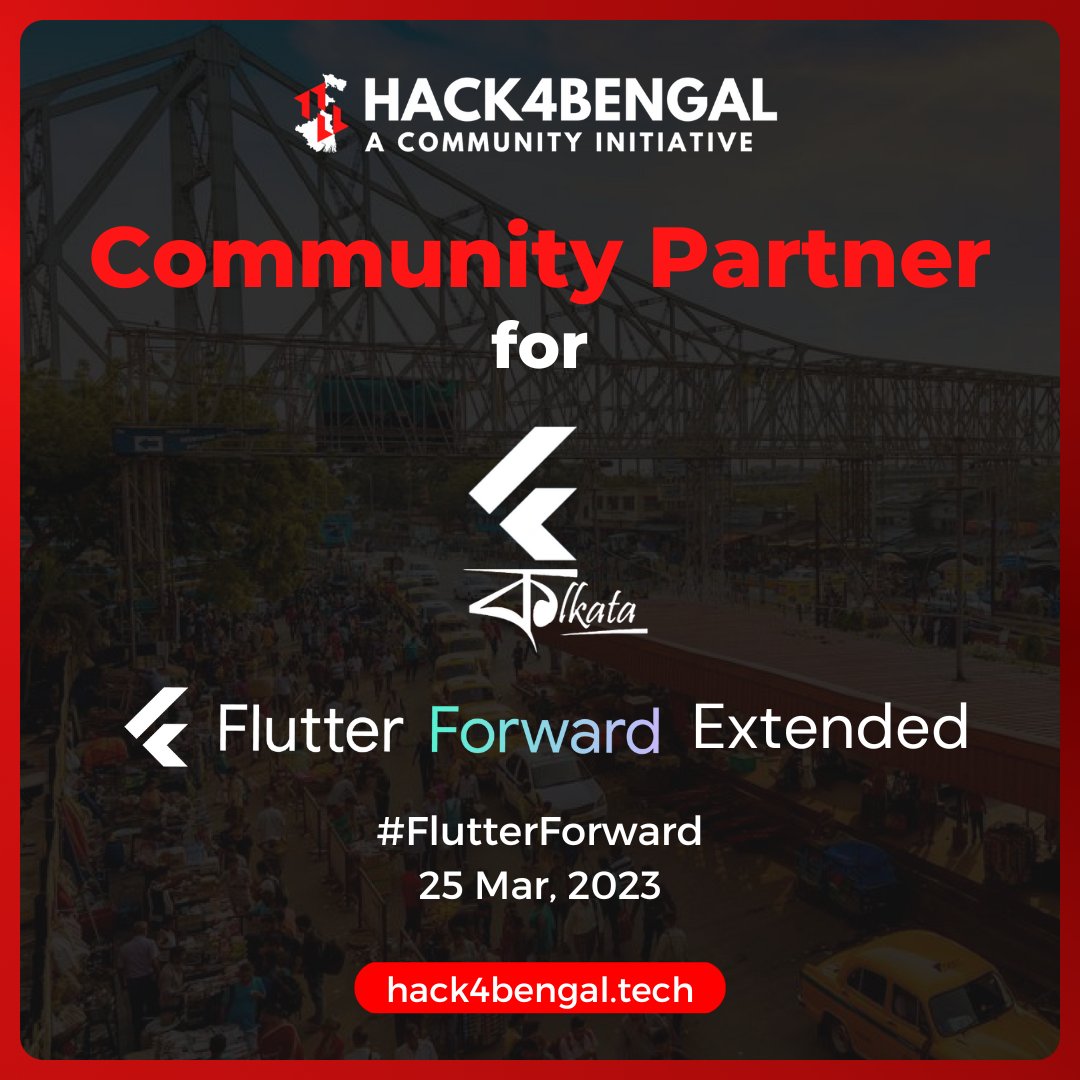 HACK4BENGAL
A COMMUNITY INITIATIVE
Community Partner
for
কlkata
Flutter Forward Extended
#FlutterForward
25 Mar, 2023
hack4bengal.tech